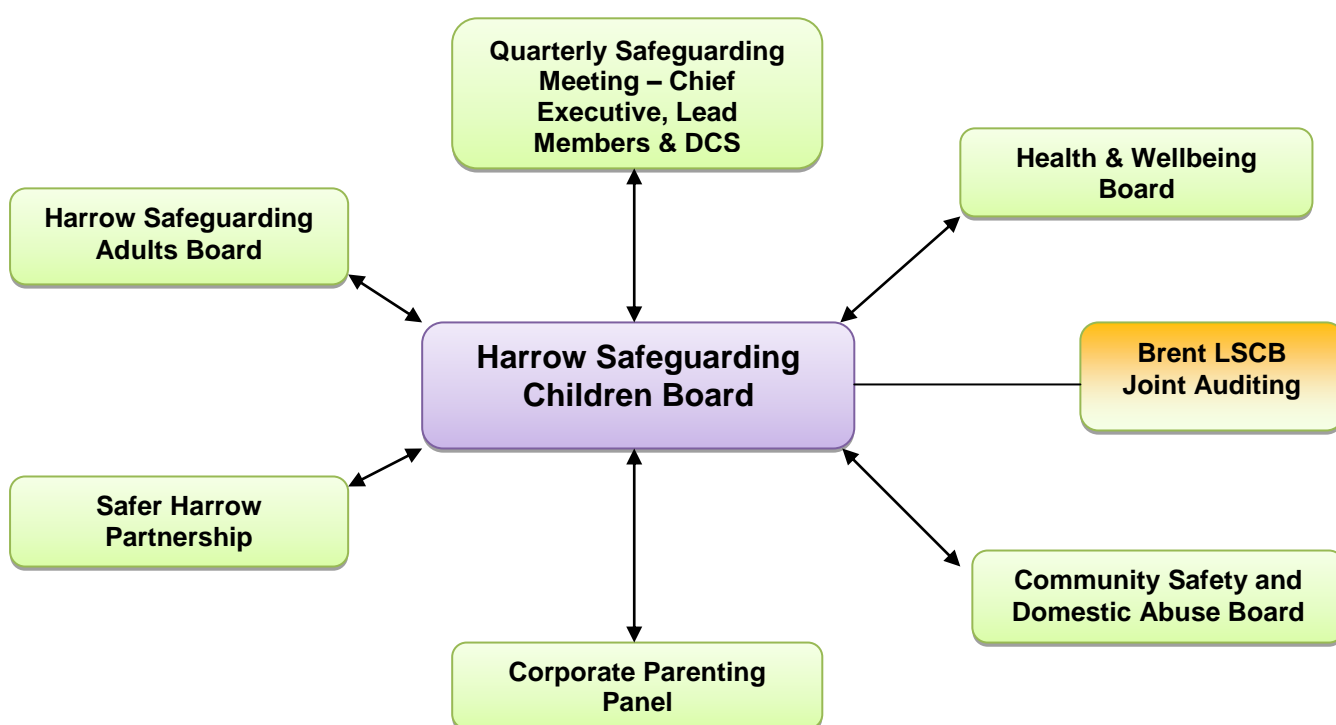 Quarterly Safeguarding
Meeting – Chief
Executive, Lead
Members & DCS
Health & Wellbeing
Board
Harrow Safeguarding
Adults Board
Harrow Safeguarding
Children Board
Brent LSCB
Joint Auditing
Safer Harrow
Partnership
Community Safety and
Domestic Abuse Board
Corporate Parenting
Panel